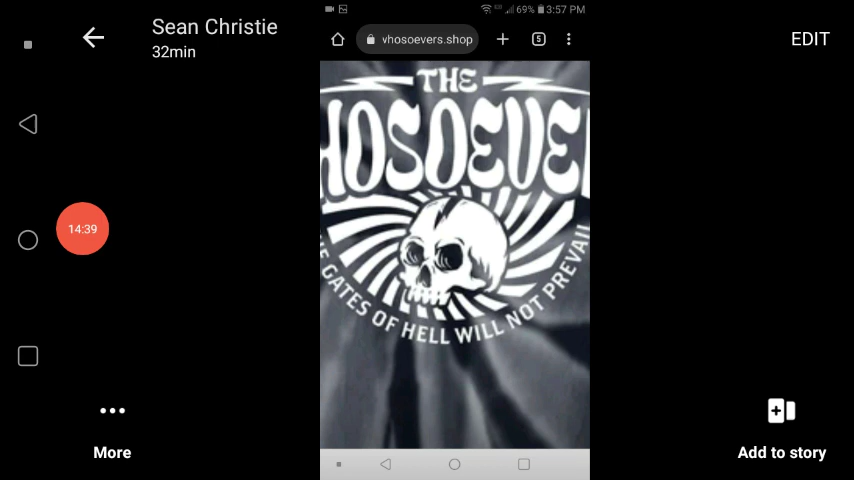 Sean Christie
32min
EDIT
69% 3:57 PM
vhosoevers.shop
5
THE
HOSOEVE
14:39
GATES OF HELL WILL NOT PREVAIL
More
Add to story